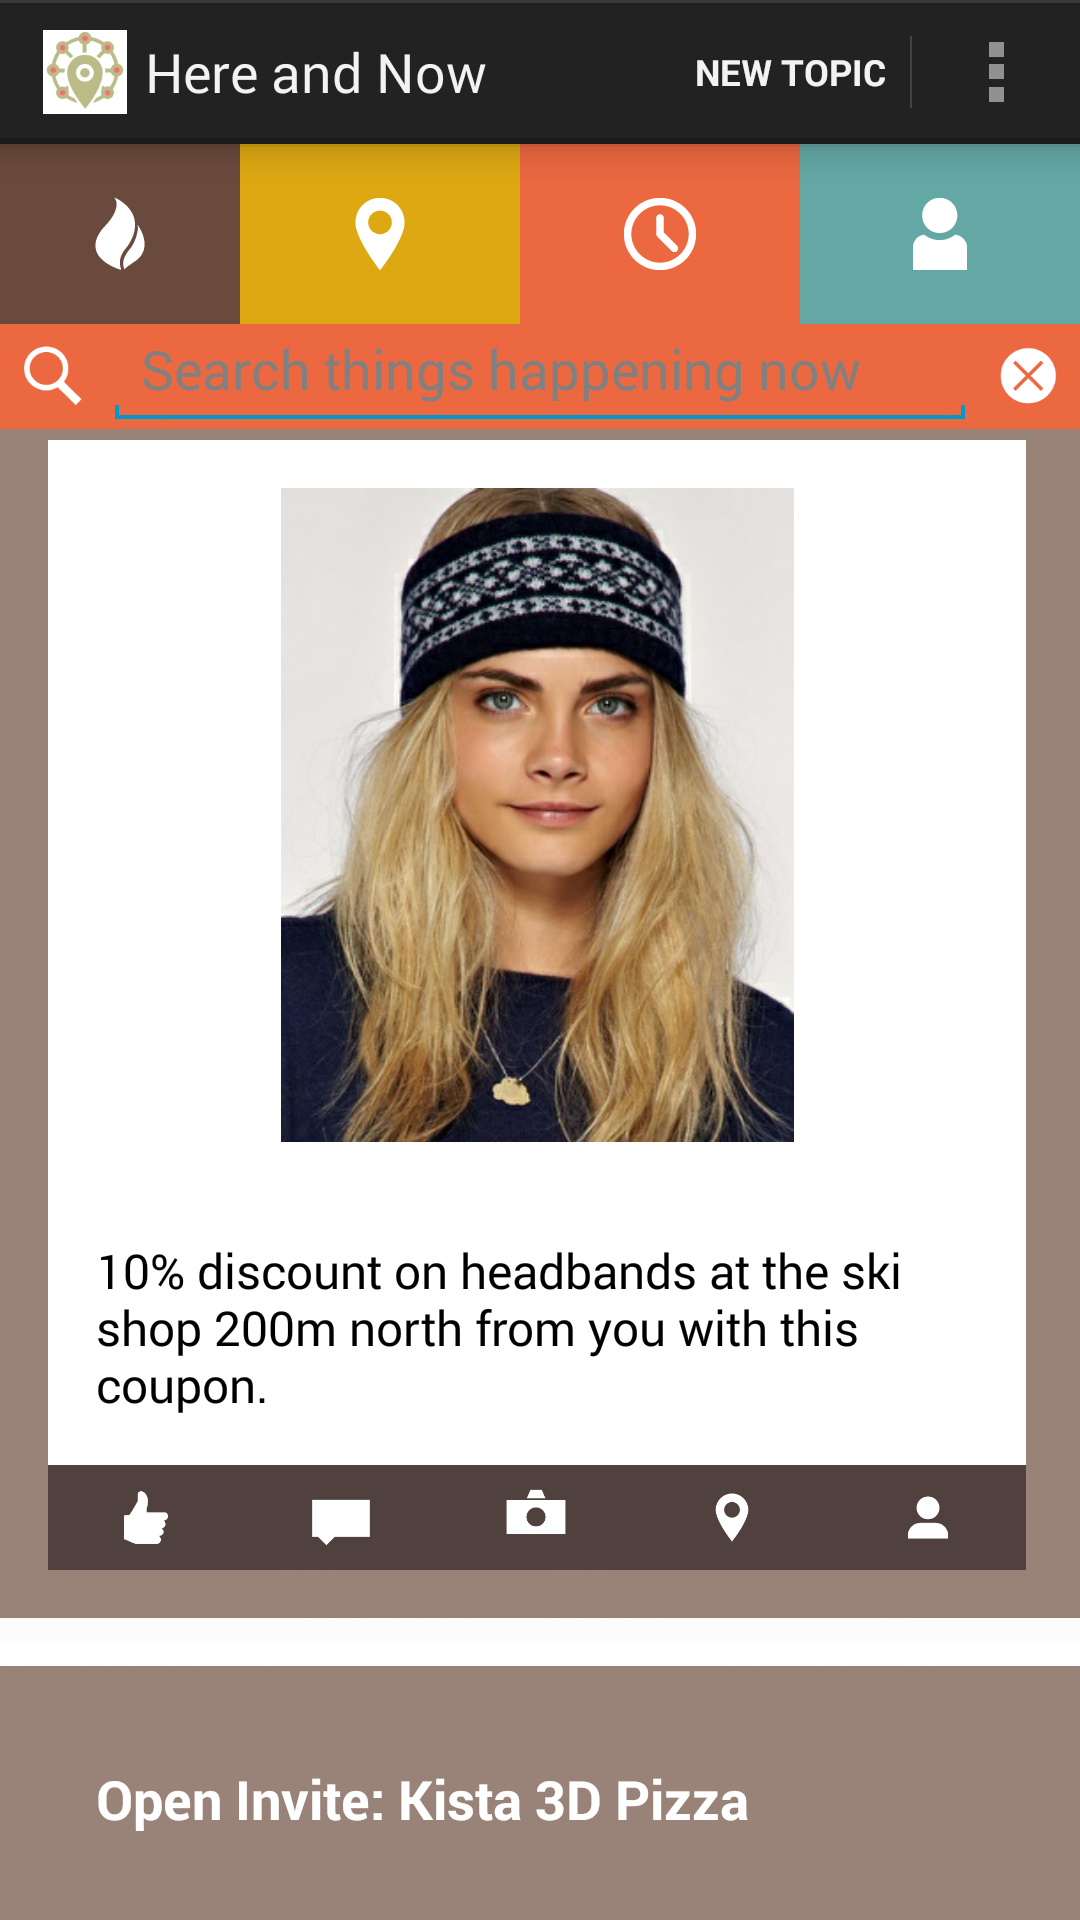 Here and Now
NEW TOPIC
Search things happening now
10% discount on headbands at the ski
shop 200m north from you with this
coupon.
Open Invite: Kista 3D Pizza